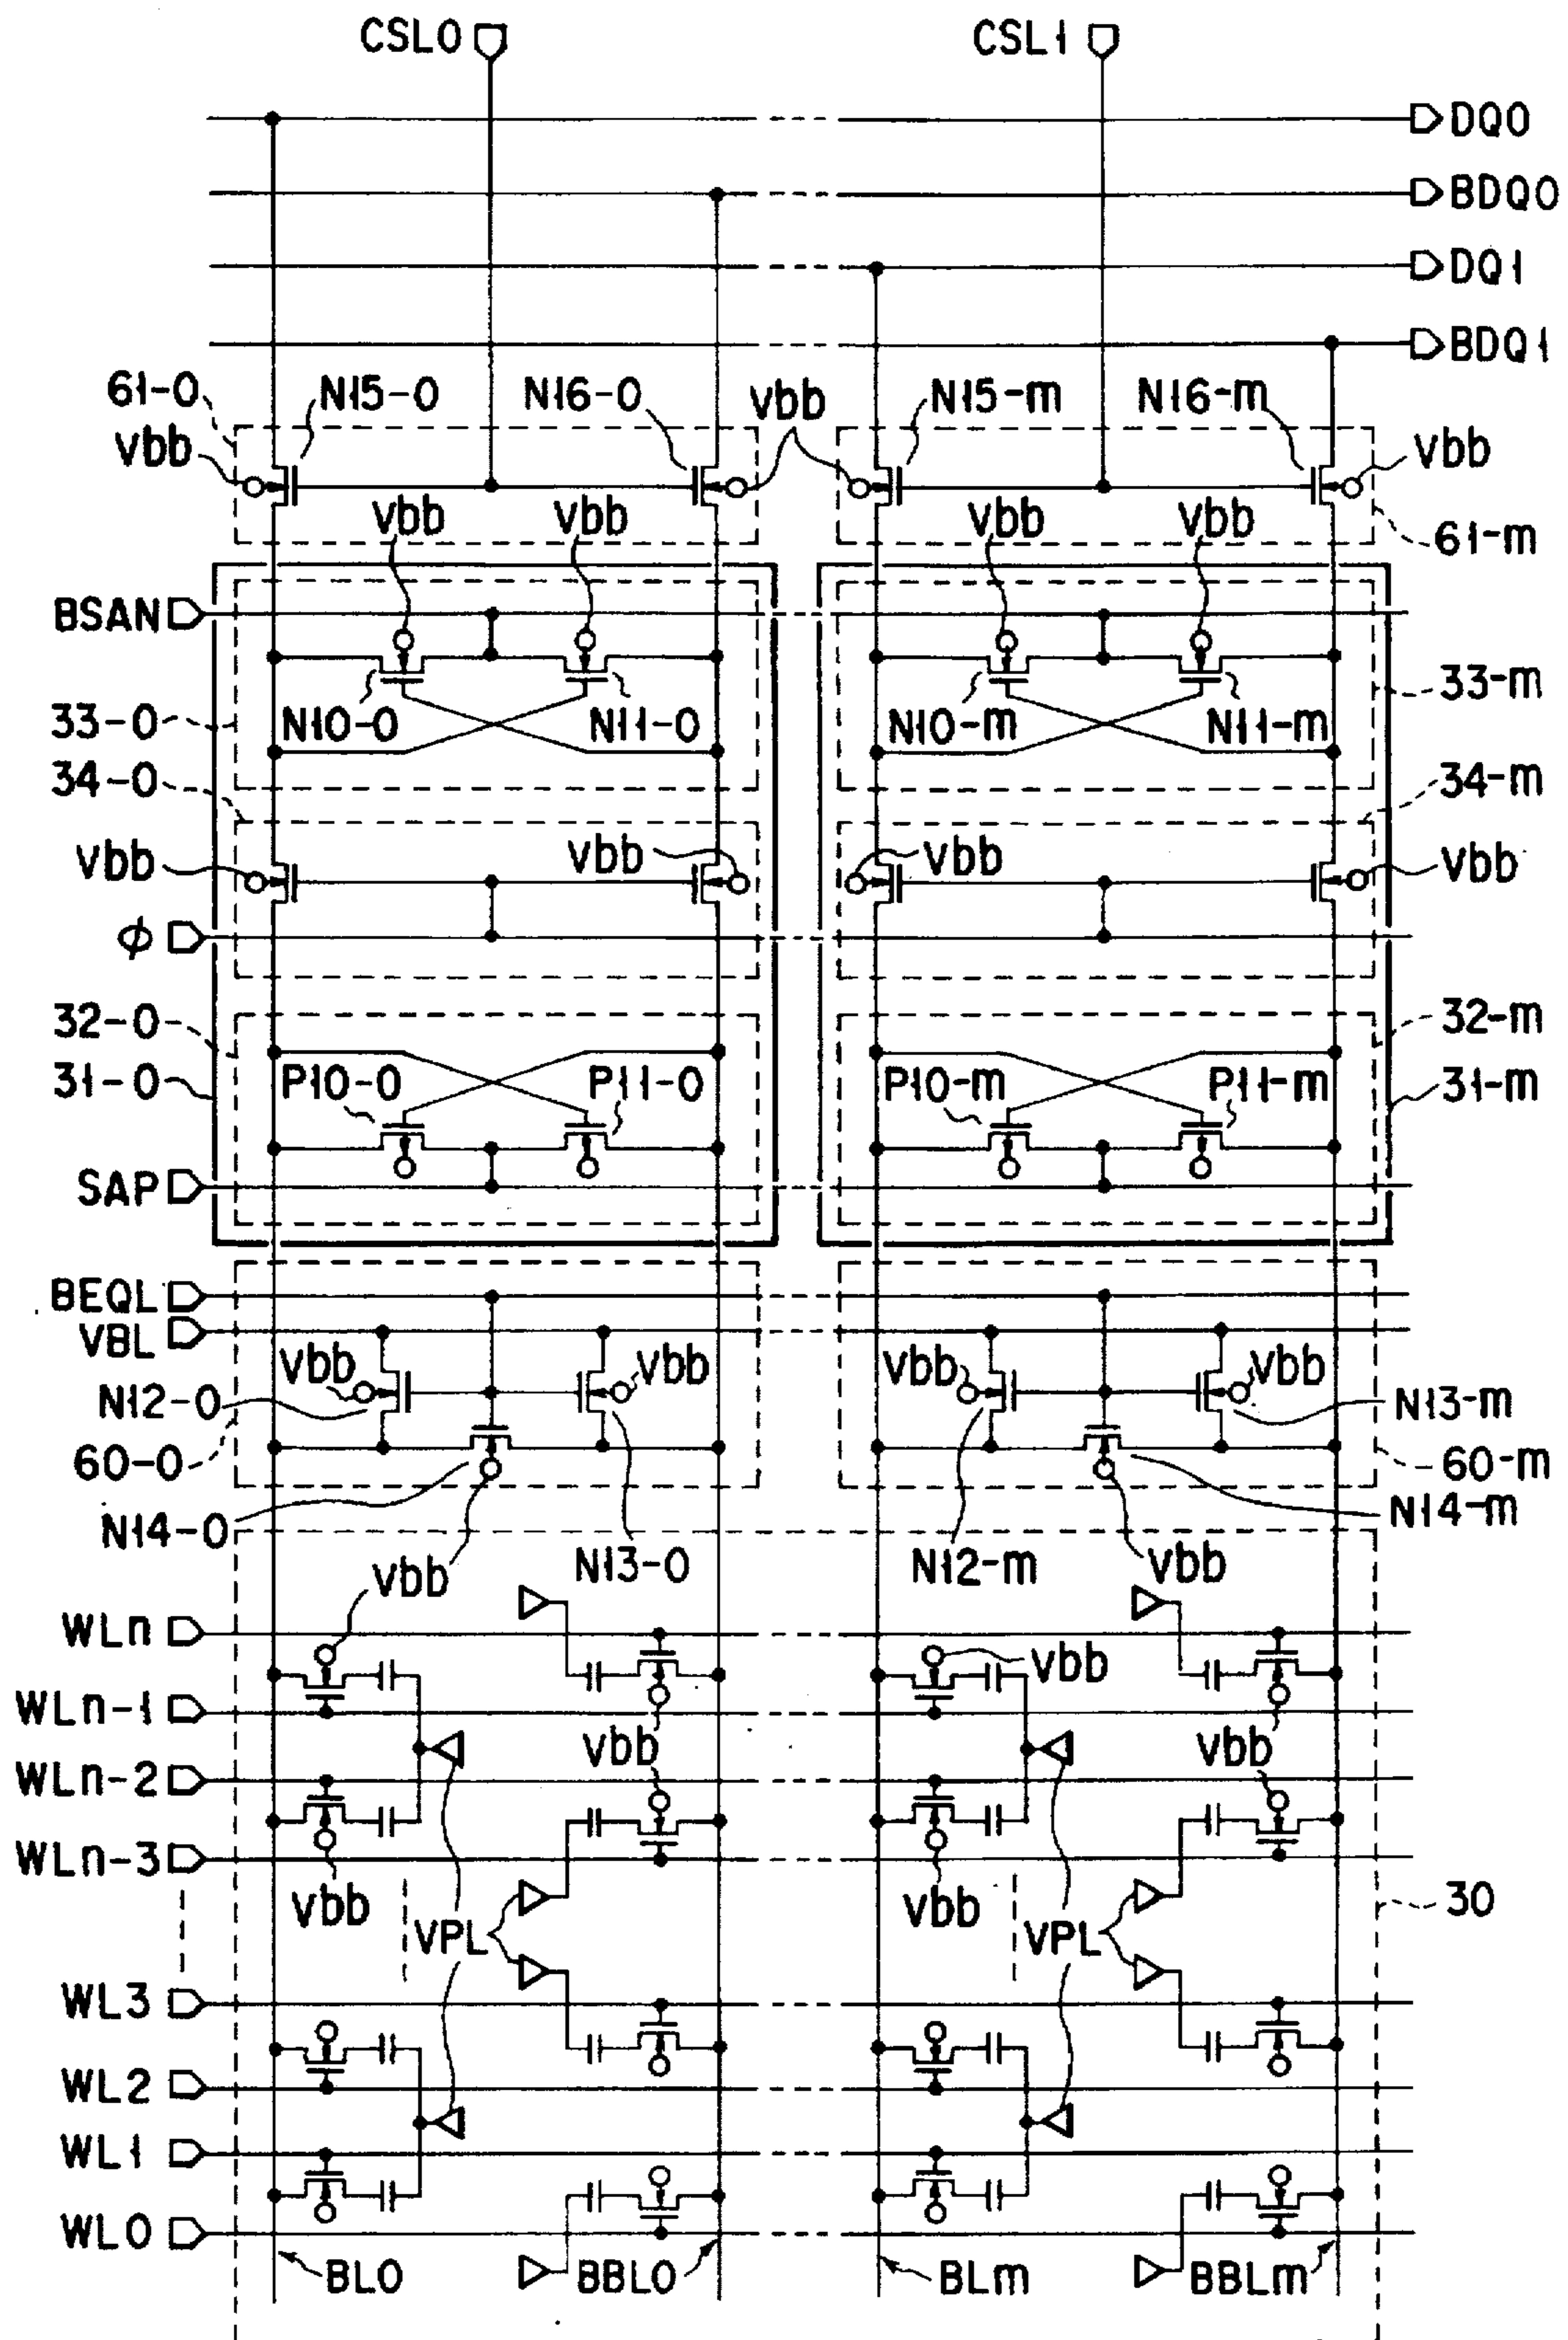 CSL0 CSL1
DQ0
BDQ0
DQ1
BDQ1
61-0 N15-0 N16-0 Vbb N15-m N16-m
Vbb Vbb
Vbb Vbb Vbb Vbb
61-m
BSAN
33-m
33-0 N10-0 N11-0 N10-m N11-m
34-0 34-m
Vbb Vbb Vbb Vbb
ϕ
32-0 32-m
31-0 P10-0 P11-0 P10-m P11-m 31-m
SAP
BEQL
VBL
Vbb Vbb Vbb Vbb
N12-0 N13-m
60-0 60-m
N14-0 N14-m
Vbb N13-0 N12-m Vbb
WLn
Vbb
WLn-1
Vbb Vbb
WLn-2
WLn-3
Vbb Vbb 30
VPL VPL
WL3
WL2
WL1
WL0
BL0 BBL0 BLm BBLm